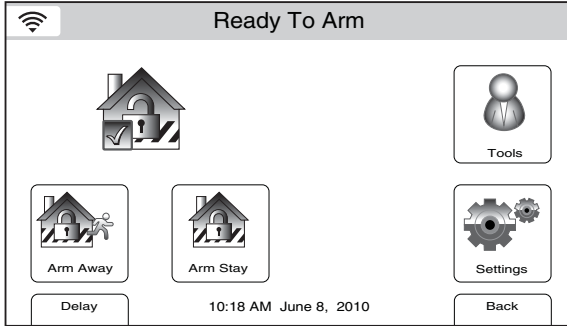 Ready To Arm
Tools
Arm Away
Arm Stay
Settings
Delay
10:18 AM June 8, 2010
Back